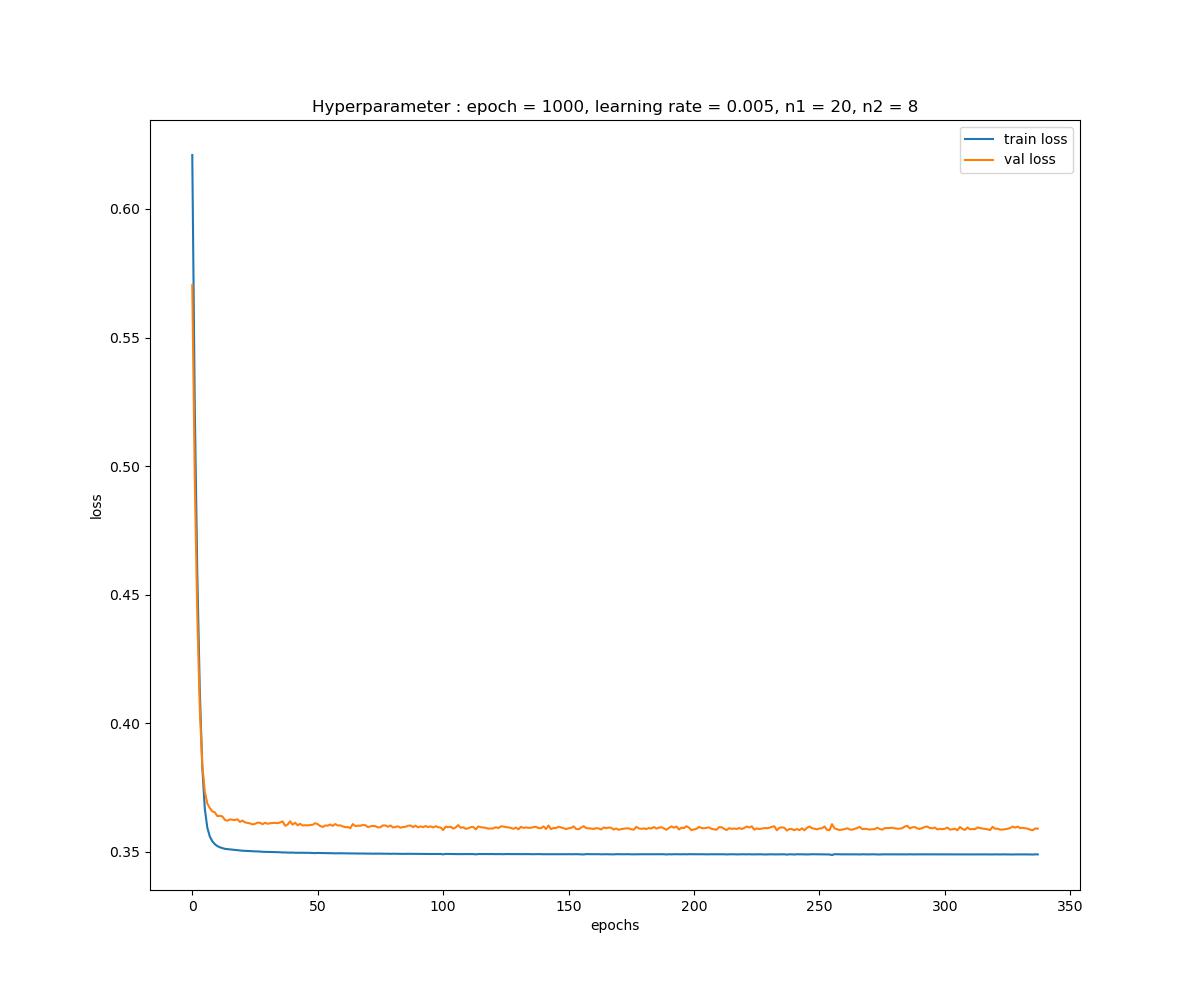 Hyperparameter : epoch = 1000, learning rate = 0.005, n1 = 20, n2 = 8
train loss
val loss
0.60
0.55
0.50
0.45
0.40
0.35
loss
0 50 100 150 200 250 300 350
epochs